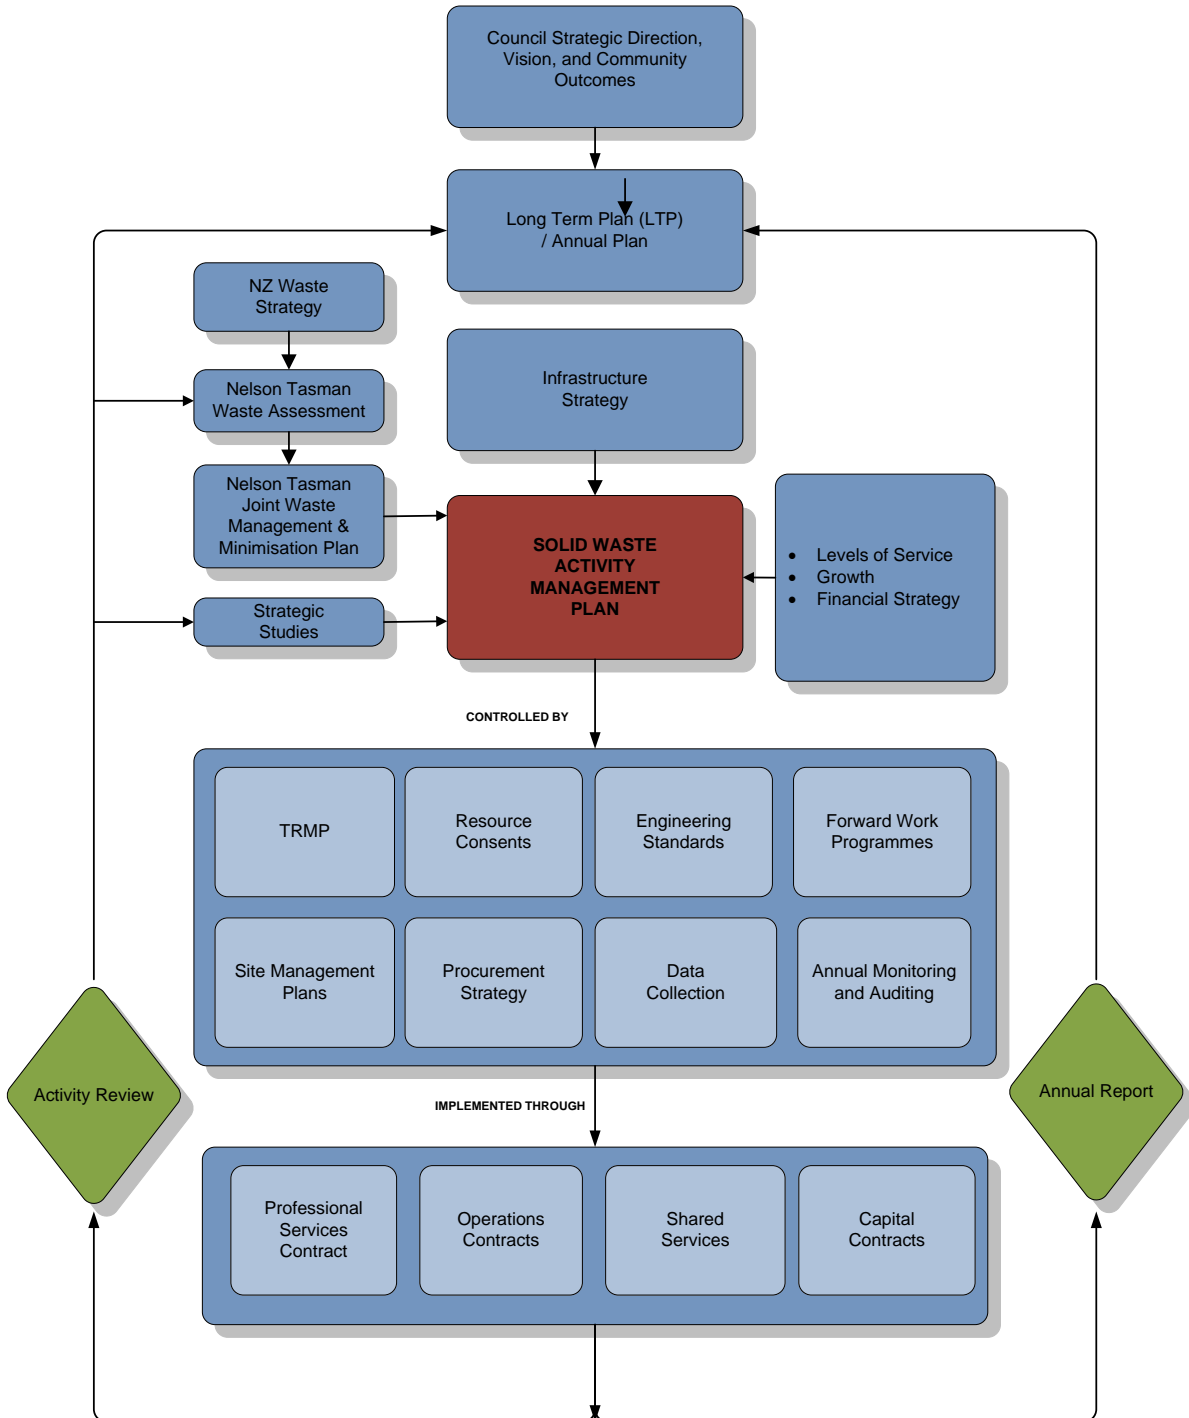 Council Strategic Direction,
Vision, and Community
Outcomes
Long Term Plan (LTP)
/ Annual Plan
NZ Waste
Strategy
Nelson Tasman
Waste Assessment
Infrastructure
Strategy
Nelson Tasman
Joint Waste
Management &
Minimisation Plan
SOLID WASTE
ACTIVITY
MANAGEMENT
PLAN
• Levels of Service
• Growth
• Financial Strategy
Strategic
Studies
CONTROLLED BY
TRMP
Resource
Consents
Engineering
Standards
Forward Work
Programmes
Site Management
Plans
Procurement
Strategy
Data
Collection
Annual Monitoring
and Auditing
Activity Review
Annual Report
IMPLEMENTED THROUGH
Professional
Services
Contract
Operations
Contracts
Shared
Services
Capital
Contracts